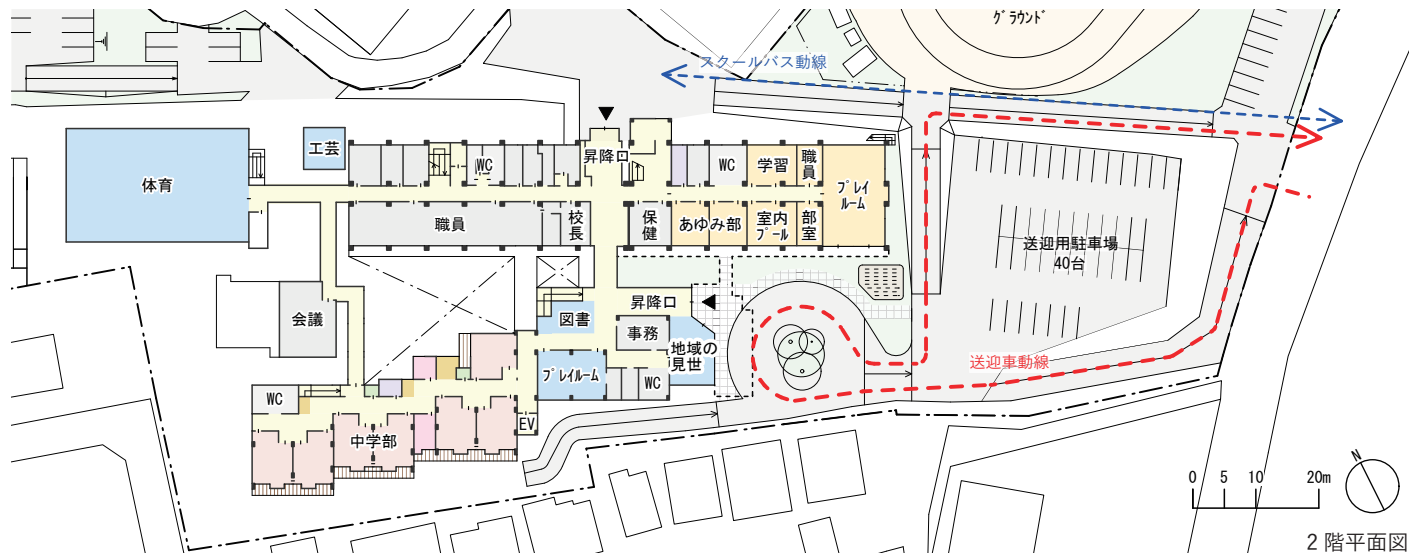 グラウンド
スクールバス動線
工芸
WC
昇降口
WC
学習
職員
体育
プレイ
ルーム
職員
校長
保健
あゆみ部
室内
プール
部室
送迎用駐車場
40台
会議
図書
昇降口
事務
地域の
見世
プレイルーム
WC
送迎車動線
WC
中学部
EV
N
0 5 10 20m
2階平面図